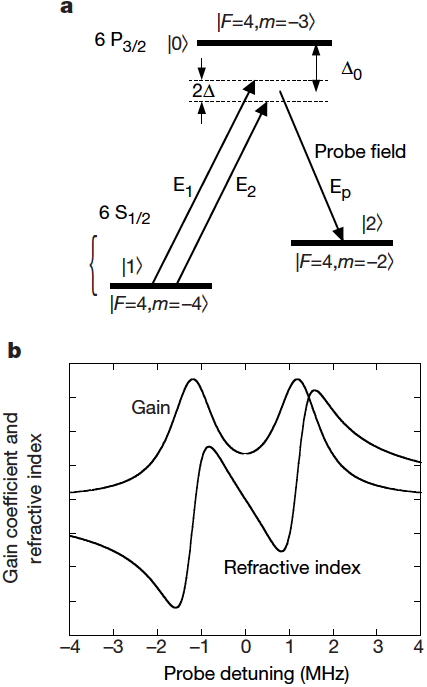 a
|F=4,m=−3⟩
6 P3/2 |0⟩
Δ0
2Δ
Probe field
E1 E2 Ep
6 S1/2
|2⟩
|1⟩
|F=4,m=−2⟩
|F=4,m=−4⟩
b
Gain
Gain coefficient and
refractive index
Refractive index
−4 −3 −2 −1 0 1 2 3 4
Probe detuning (MHz)